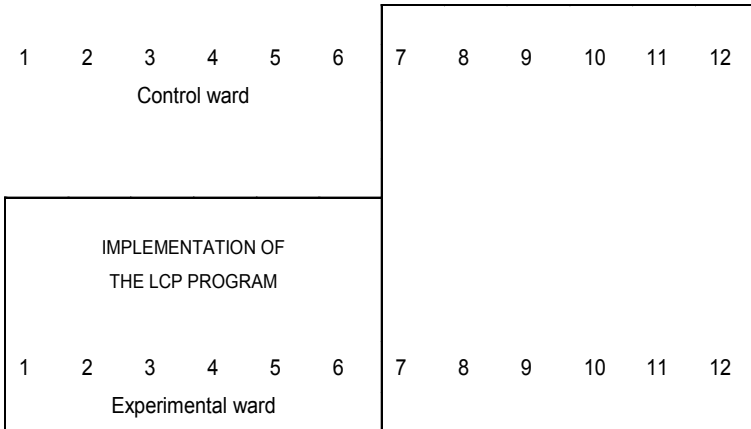 1 2 3 4 5 6 7 8 9 10 11 12
Control ward
IMPLEMENTATION OF
THE LCP PROGRAM
1 2 3 4 5 6 7 8 9 10 11 12
Experimental ward